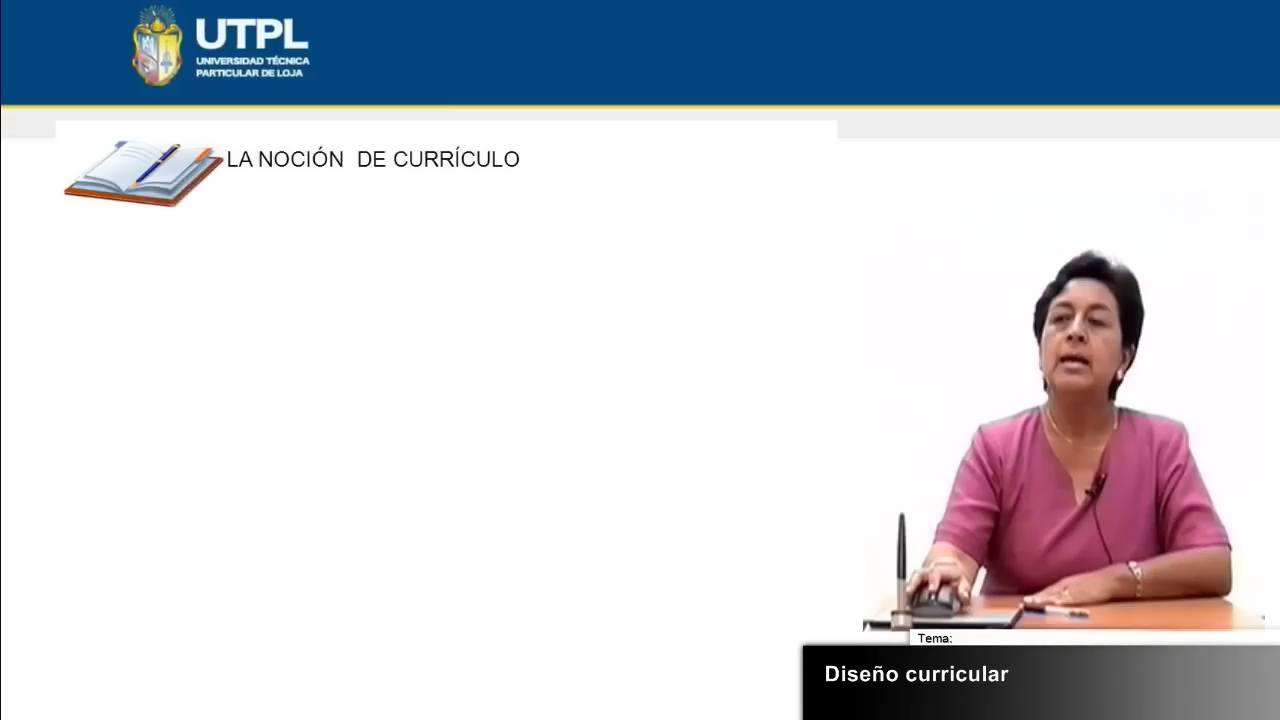 UTPL
UNIVERSIDAD TÉCNICA
PARTICULAR DE LOJA
LA NOCIÓN  DE CURRÍCULO
Tema:
Diseño curricular